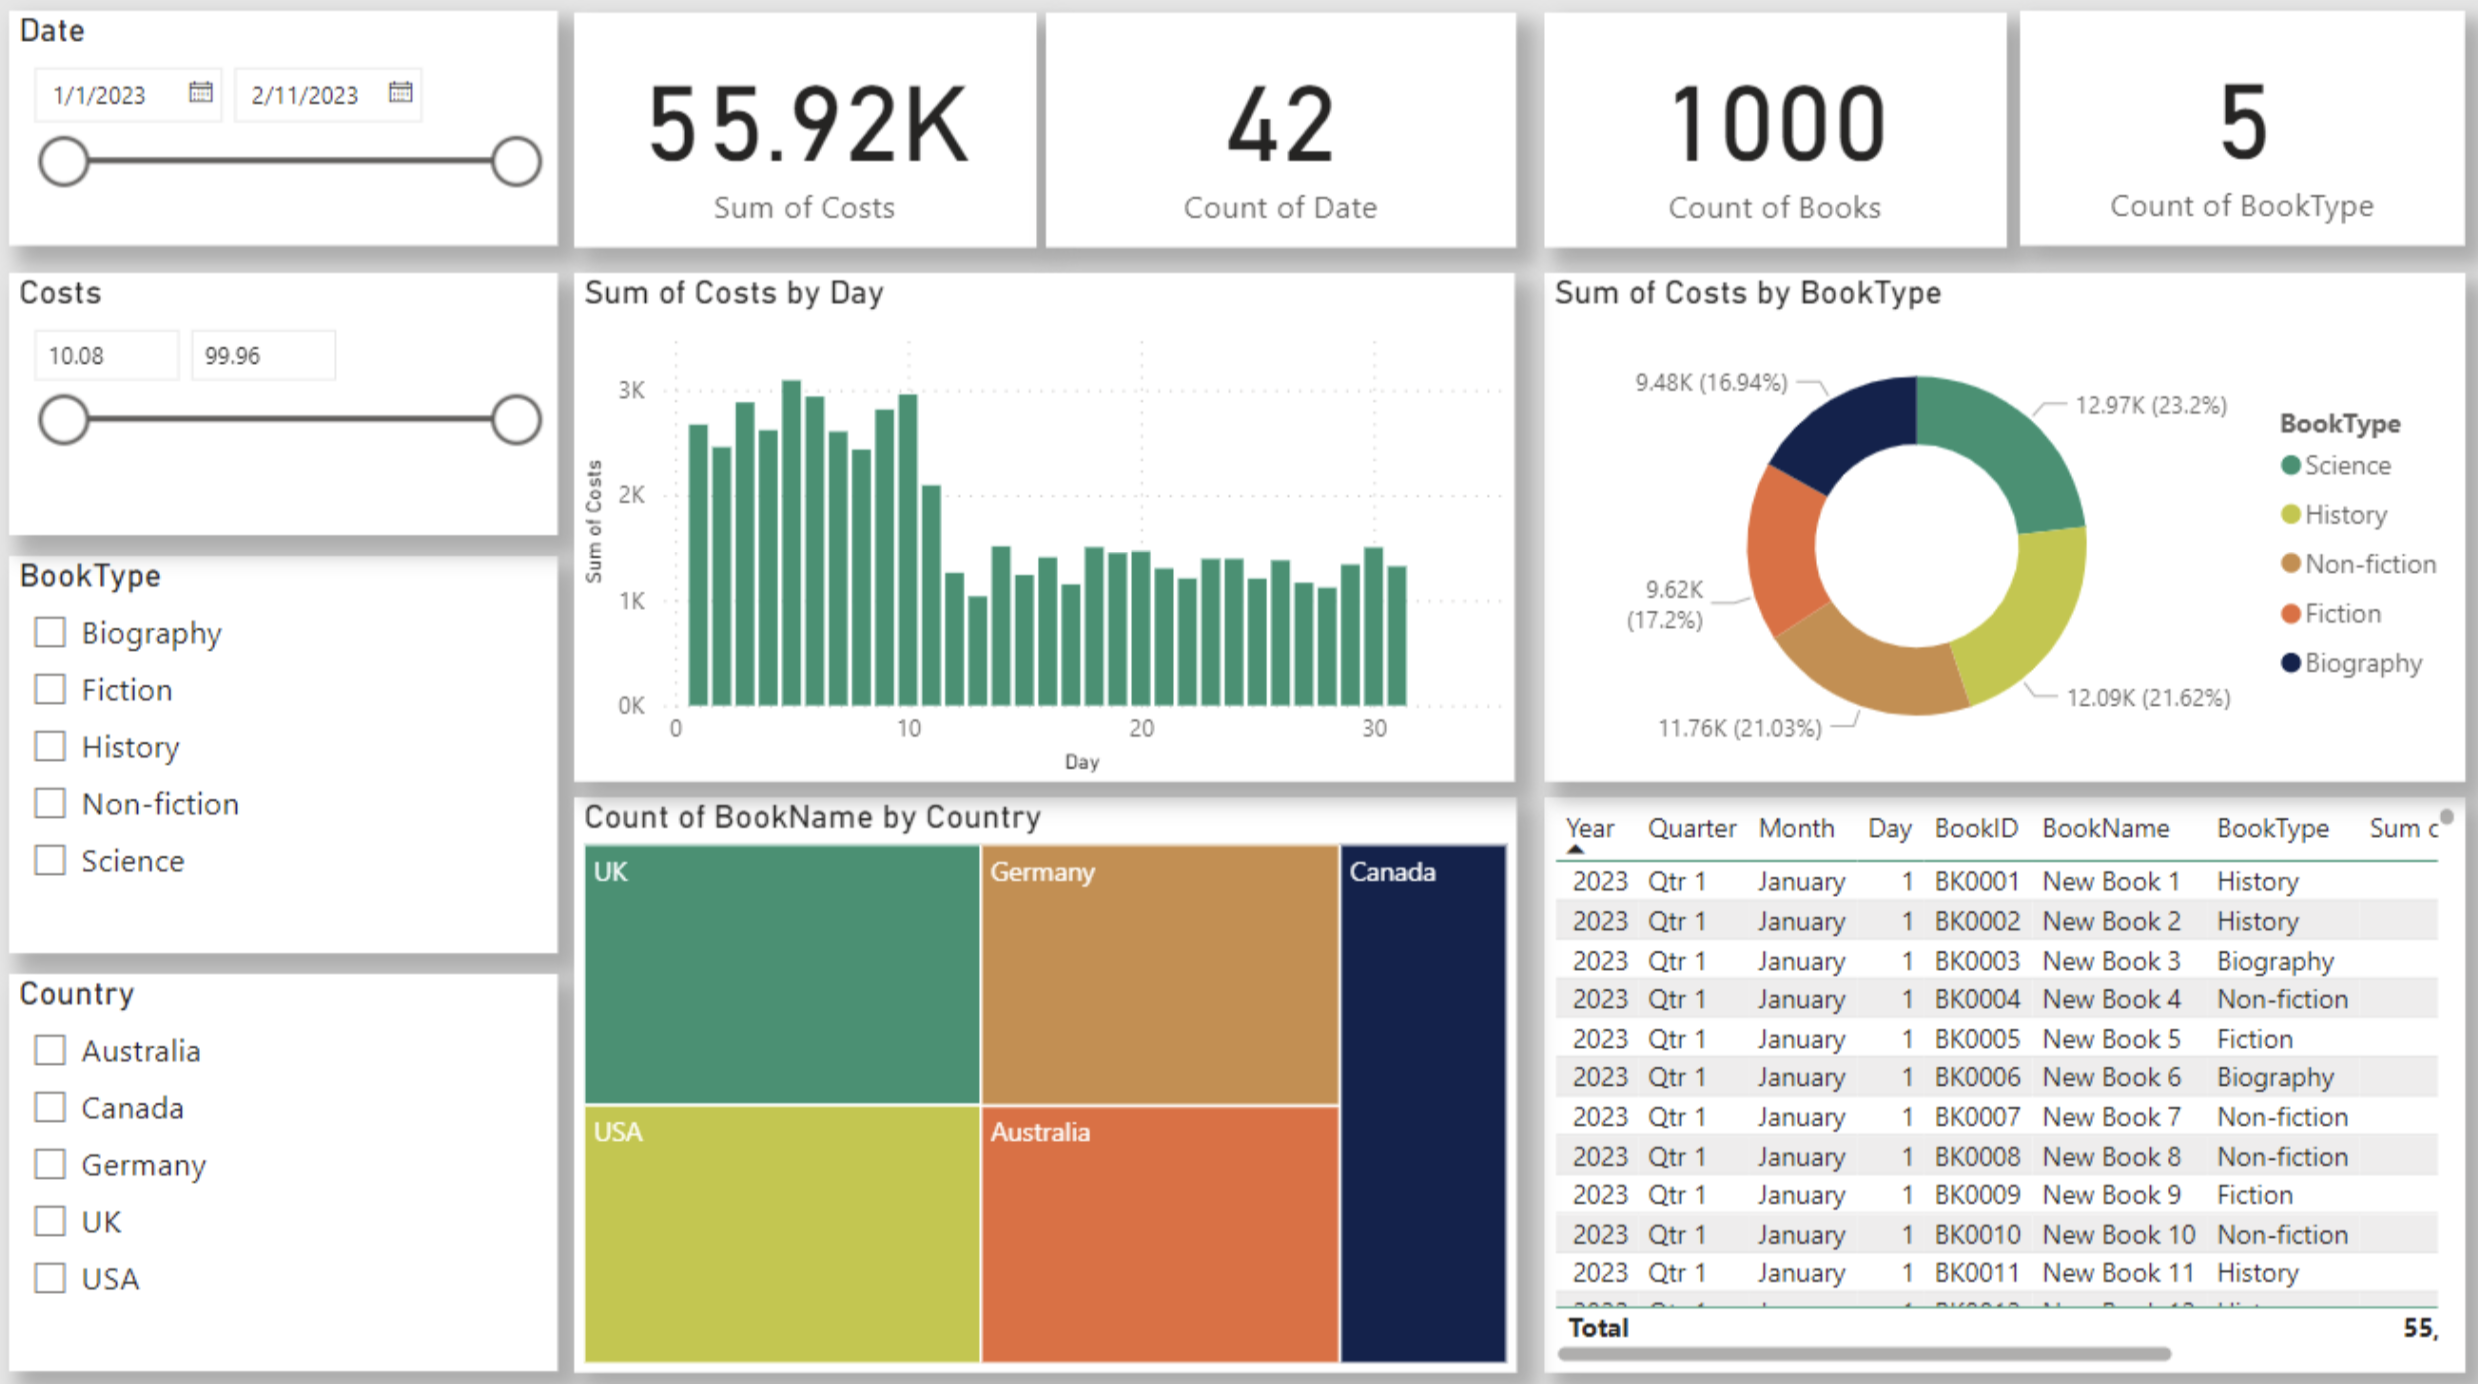 Date
1/1/2023 2/11/2023
55.92K
Sum of Costs
42
Count of Date
1000
Count of Books
5
Count of BookType
Costs
10.08 99.96
BookType
Biography
Fiction
History
Non-fiction
Science
Country
Australia
Canada
Germany
UK
USA
Sum of Costs by Day
Sum of Costs
3K
2K
1K
0K
0 10 20 30
Day
Sum of Costs by BookType
9.48K (16.94%)
12.97K (23.2%)
9.62K
(17.2%)
11.76K (21.03%)
12.09K (21.62%)
BookType
Science
History
Non-fiction
Fiction
Biography
Count of BookName by Country
UK
Germany
Canada
USA
Australia
Year Quarter Month Day BookID BookName BookType Sum
2023 Qtr 1 January 1 BK0001 New Book 1 History
2023 Qtr 1 January 1 BK0002 New Book 2 History
2023 Qtr 1 January 1 BK0003 New Book 3 Biography
2023 Qtr 1 January 1 BK0004 New Book 4 Non-fiction
2023 Qtr 1 January 1 BK0005 New Book 5 Fiction
2023 Qtr 1 January 1 BK0006 New Book 6 Biography
2023 Qtr 1 January 1 BK0007 New Book 7 Non-fiction
2023 Qtr 1 January 1 BK0008 New Book 8 Non-fiction
2023 Qtr 1 January 1 BK0009 New Book 9 Fiction
2023 Qtr 1 January 1 BK0010 New Book 10 Non-fiction
2023 Qtr 1 January 1 BK0011 New Book 11 History
Total 55,